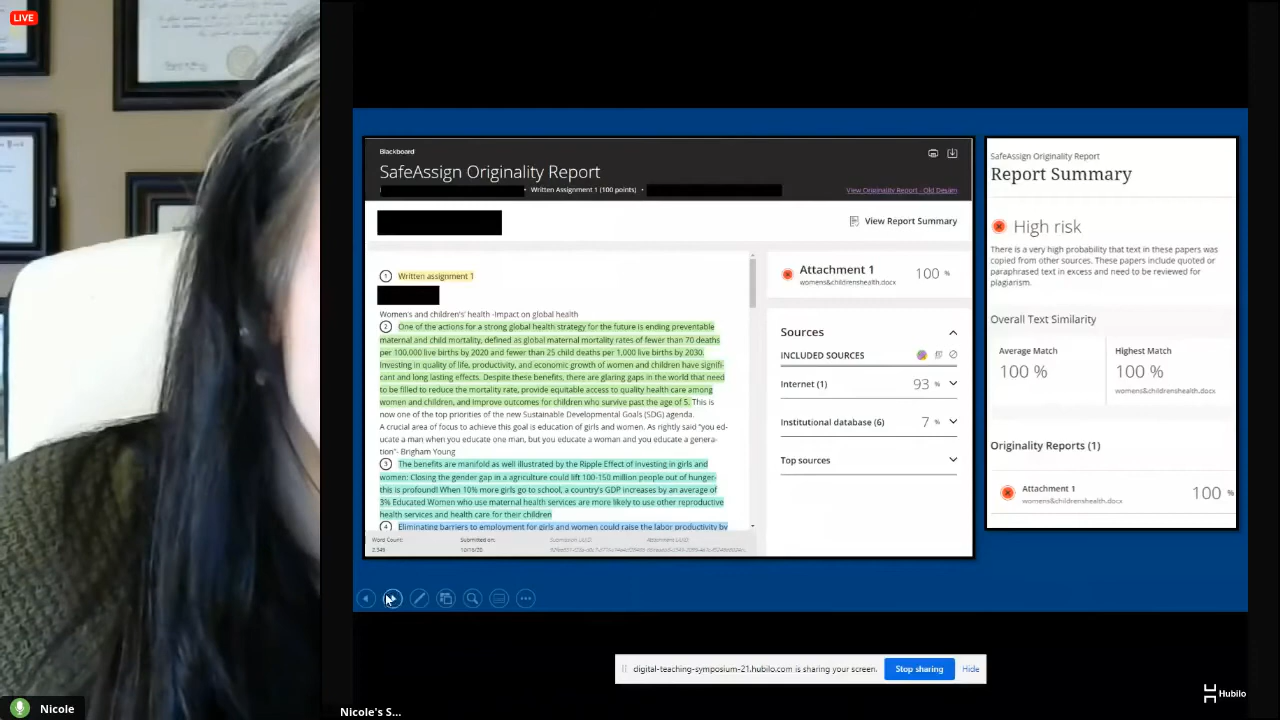 LIVE
Blackboard
SafeAssign Originality Report
• Written Assignment 1 (100 points) •
View Originality Report - Old Design
View Report Summary
1 Written assignment 1
Women's and children's' health -Impact on global health
2 One of the actions for a strong global health strategy for the future is ending preventable
maternal and child mortality, defined as global maternal mortality rates of fewer than 70 deaths
per 100,000 live births by 2020 and fewer than 25 child deaths per 1,000 live births by 2030.
Investing in quality of life, productivity, and economic growth of women and children have signifi-
cant and long lasting effects. Despite these benefits, there are glaring gaps in the world that need
to be filled to reduce the mortality rate, provide equitable access to quality health care among
women and children, and improve outcomes for children who survive past the age of 5. This is
now one of the top priorities of the new Sustainable Developmental Goals (SDG) agenda.
A crucial area of focus to achieve this goal is education of girls and women. As rightly said "you ed-
ucate a man when you educate one man, but you educate a woman and you educate a genera-
tion"- Brigham Young
3 The benefits are manifold as well illustrated by the Ripple Effect of Investing in girls and
women: Closing the gender gap in a agriculture could lift 100-150 million people out of hunger-
this is profound! When 10% more girls go to school, a country's GDP increases by an average of
3% Educated Women who use maternal health services are more likely to use other reproductive
health services and health care for their children
4 Eliminating barriers to employment for girls and women could raise the labor productivity by
Word Count:
2,349
Submitted on:
10/10/20
Submission UUID:
Attachment UUID:
Attachment 1
100 %
womens&childrenshealth.docx
Sources
INCLUDED SOURCES
Internet (1) 93 %
Institutional database (6) 7 %
Top sources
SafeAssign Originality Report
Report Summary
High risk
There is a very high probability that text in these papers was
copied from other sources. These papers include quoted or
paraphrased text in excess and need to be reviewed for
plagiarism.
Overall Text Similarity
Average Match
100 %
Highest Match
100 %
womens&childrenshealth.docx
Originality Reports (1)
Attachment 1
womens&childrenshealth.docx
100 %
digital-teaching-symposium-21.hubilo.com is sharing your screen.
Stop sharing
Hide
Hubilo
Nicole
Nicole's S...